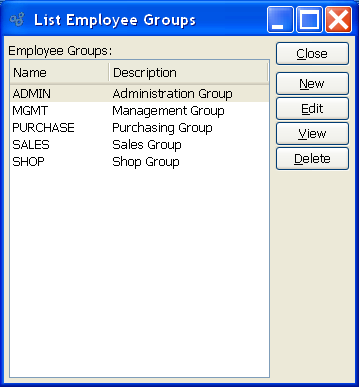 List Employee Groups
Employee Groups:
Name Description
ADMIN Administration Group
MGMT Management Group
PURCHASE Purchasing Group
SALES Sales Group
SHOP Shop Group
Close
New
Edit
View
Delete